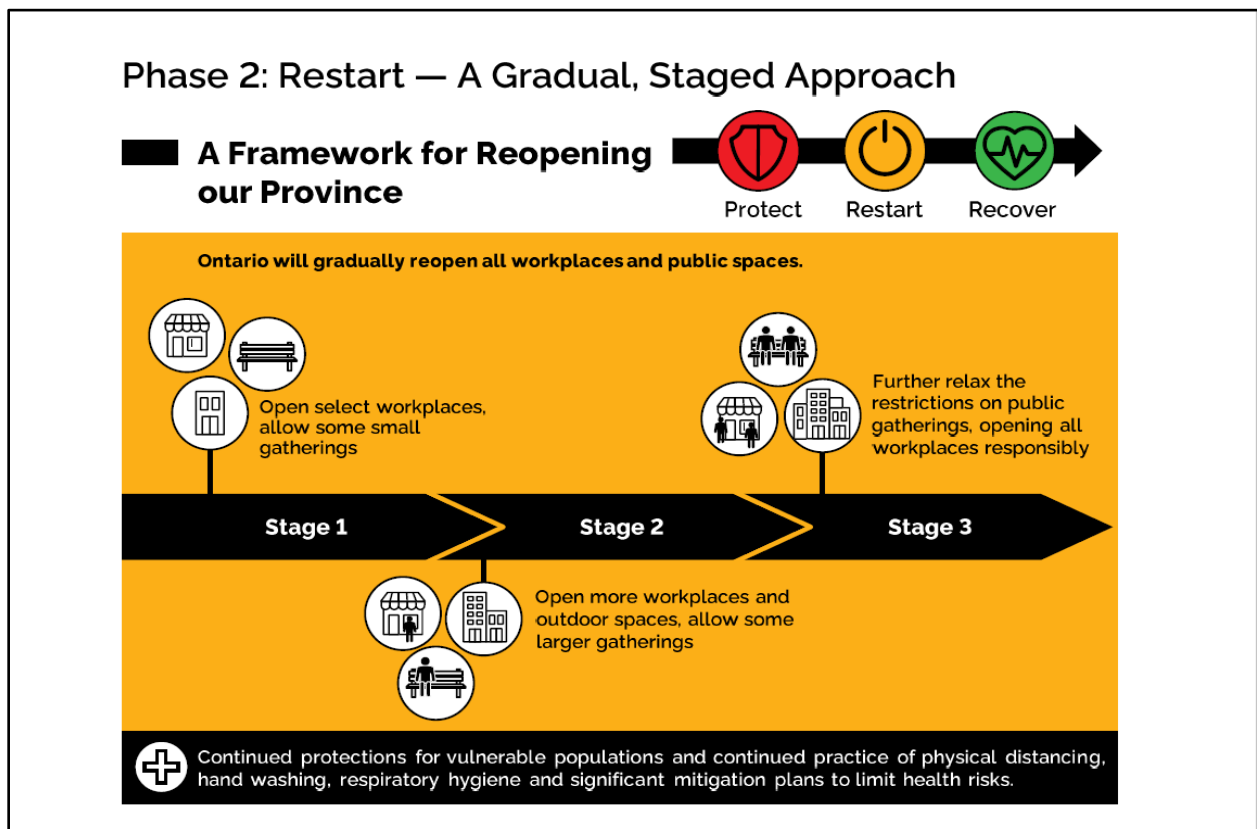 Phase 2: Restart — A Gradual, Staged Approach
A Framework for Reopening
our Province
Protect
Restart
Recover
Ontario will gradually reopen all workplaces and public spaces.
Open select workplaces,
allow some small
gatherings
Further relax the
restrictions on public
gatherings, opening all
workplaces responsibly
Stage 1
Stage 2
Stage 3
Open more workplaces and
outdoor spaces, allow some
larger gatherings
Continued protections for vulnerable populations and continued practice of physical distancing,
hand washing, respiratory hygiene and significant mitigation plans to limit health risks.